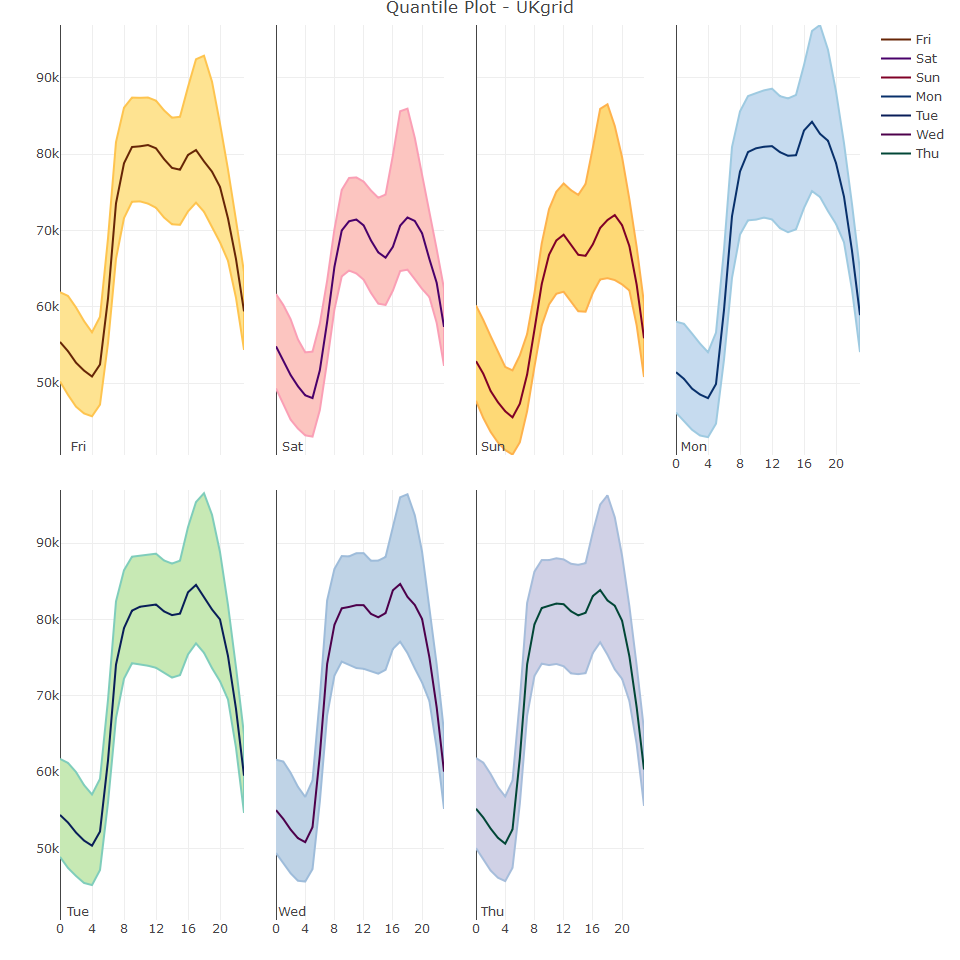 Quantile Plot - UKgrid
90k
80k
70k
60k
50k
Fri
Sat
Sun
Mon
0 4 8 12 16 20
Fri
Sat
Sun
Mon
Tue
Wed
Thu
90k
80k
70k
60k
50k
Tue
Wed
Thu
0 4 8 12 16 20
0 4 8 12 16 20
0 4 8 12 16 20